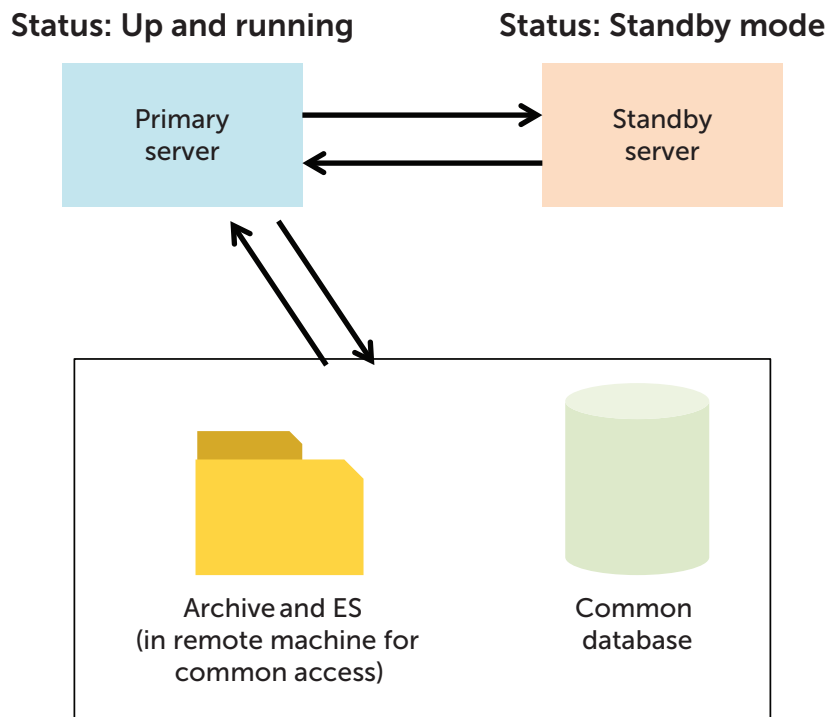 Status: Up and running
Status: Standby mode
Primary
server
Standby
server
Archive and ES
(in remote machine for
common access)
Common
database